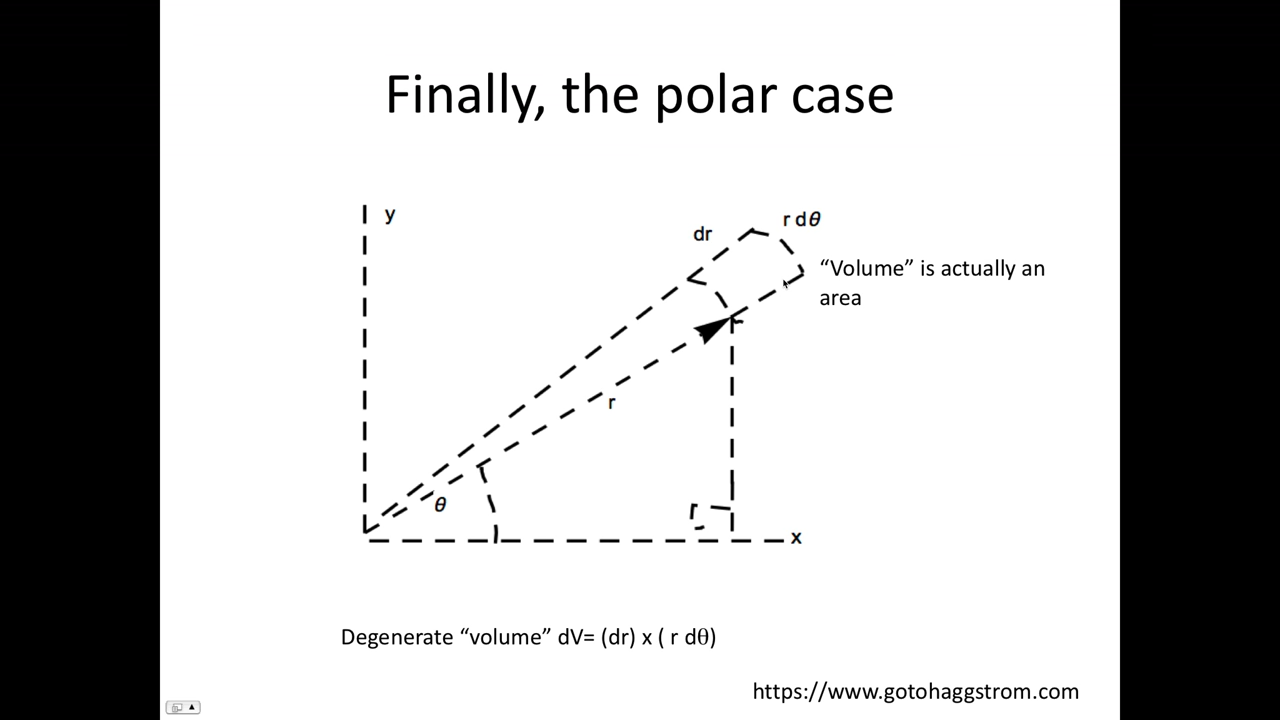 Finally, the polar case
y
dr
r dθ
“Volume” is actually an
area
r
θ
x
Degenerate “volume” dV= (dr) x ( r dθ)
https://www.gotohaggstrom.com